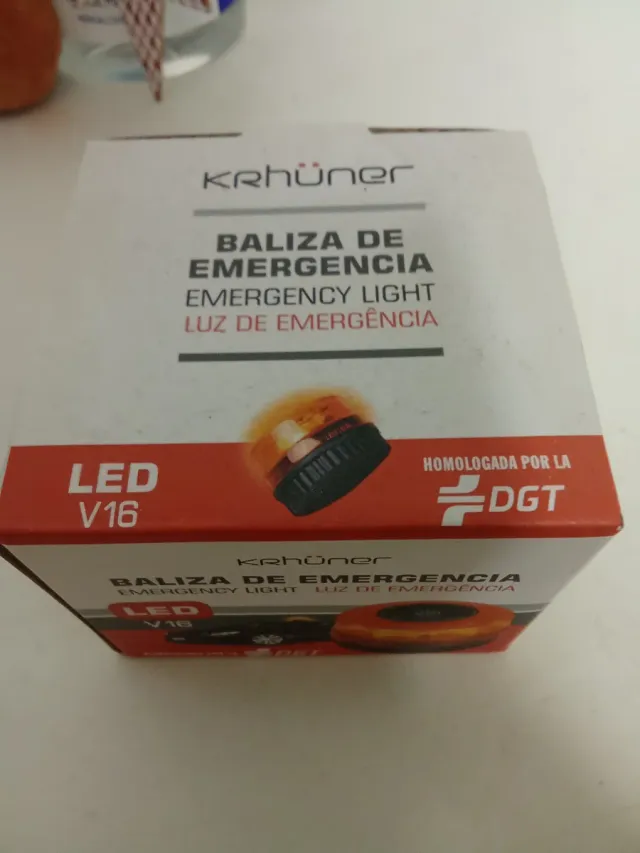 KRhüner
BALIZA DE
EMERGENCIA
EMERGENCY LIGHT
LUZ DE EMERGÊNCIA
LED
V16
HOMOLOGADA POR LA
DGT
KRhüner
BALIZA DE EMERGENCIA
EMERGENCY LIGHT LUZ DE EMERGÊNCIA
LED
V16
DGT